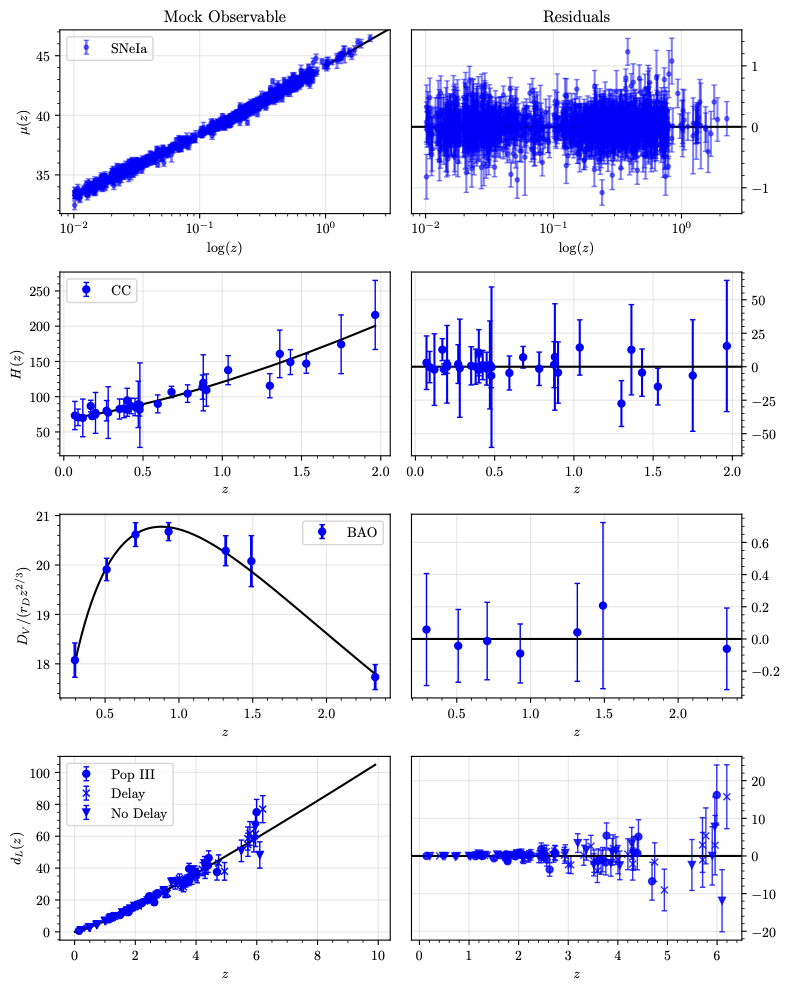 Mock Observable
Residuals
μ(z)
45
40
35
SNeIa
10⁻² 10⁻¹ 10⁰
log(z)
1
0
−1
10⁻² 10⁻¹ 10⁰
log(z)
H(z)
250
200
150
100
50
CC
0.0 0.5 1.0 1.5 2.0
z
50
25
0
−25
−50
0.0 0.5 1.0 1.5 2.0
z
D_V/(r_D z^{2/3})
21
20
19
18
BAO
0.5 1.0 1.5 2.0
z
0.6
0.4
0.2
0.0
−0.2
0.5 1.0 1.5 2.0
z
d_L(z)
100
80
60
40
20
0
Pop III
Delay
No Delay
0 2 4 6 8 10
z
20
10
0
−10
−20
0 1 2 3 4 5 6
z